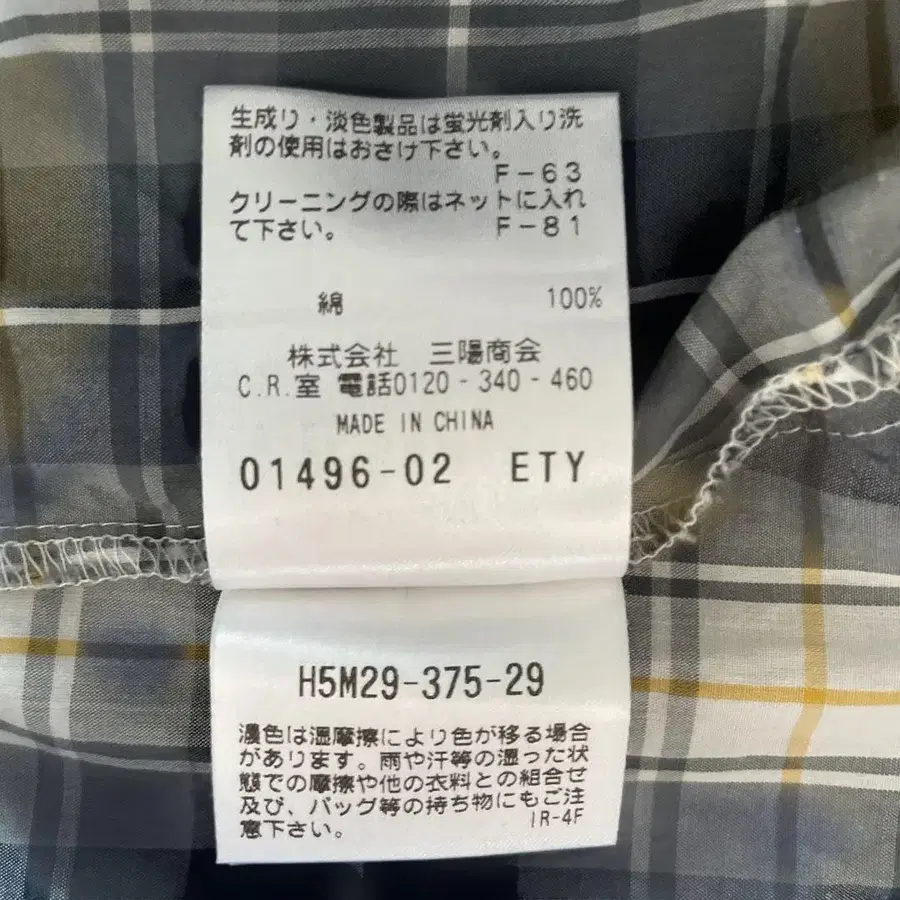 生成り・淡色製品は蛍光剤入り洗
剤の使用はおさけ下さい。
F-63
クリーニングの際はネットに入れ
て下さい。 F-81
綿 100%
株式会社 三陽商会
C.R.室 電話0120-340-460
MADE IN CHINA
01496-02 ETY
H5M29-375-29
濃色は湿摩擦により色が移る場合
があります。雨や汗等の湿った状
態での摩擦や他の衣料との組合せ
及び、バッグ等の持ち物にもご注
意下さい。 IR-4F